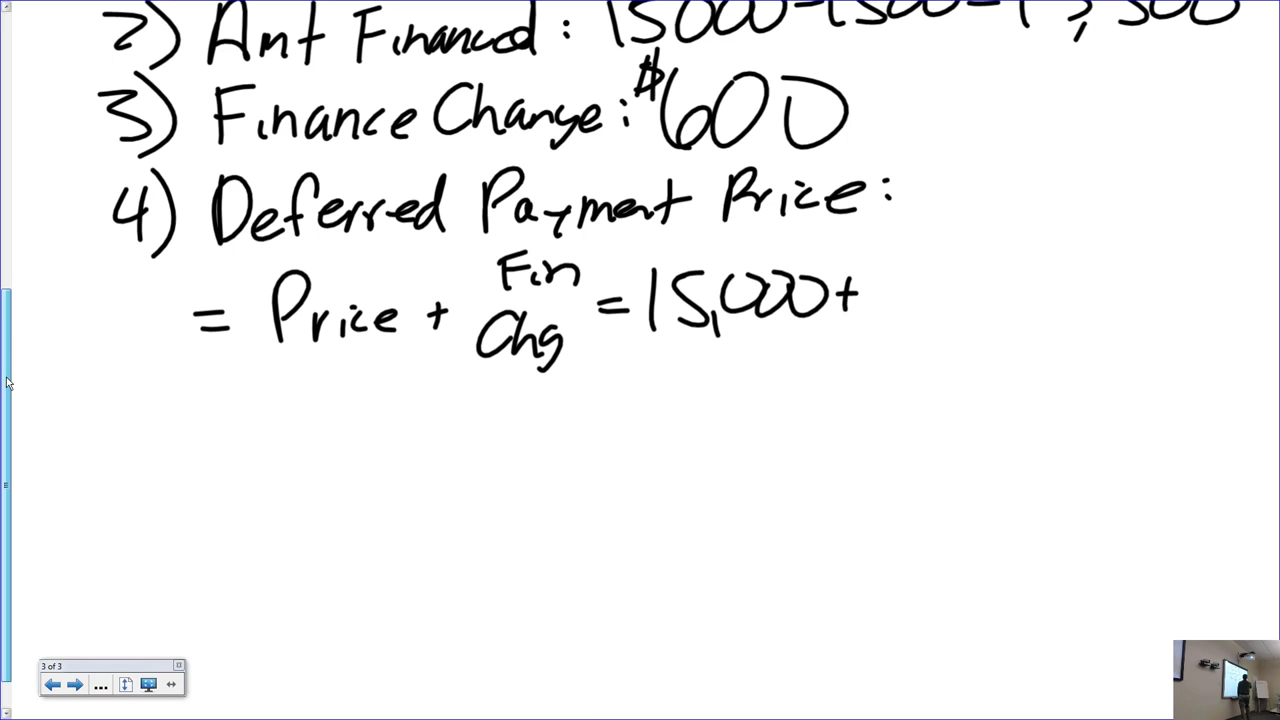 2) Amt Financed: 15000-1500=13,500
3) Finance Change: $600
4) Deferred Payment Price:
= Price + Fin Chg = 15,000+
3 of 3